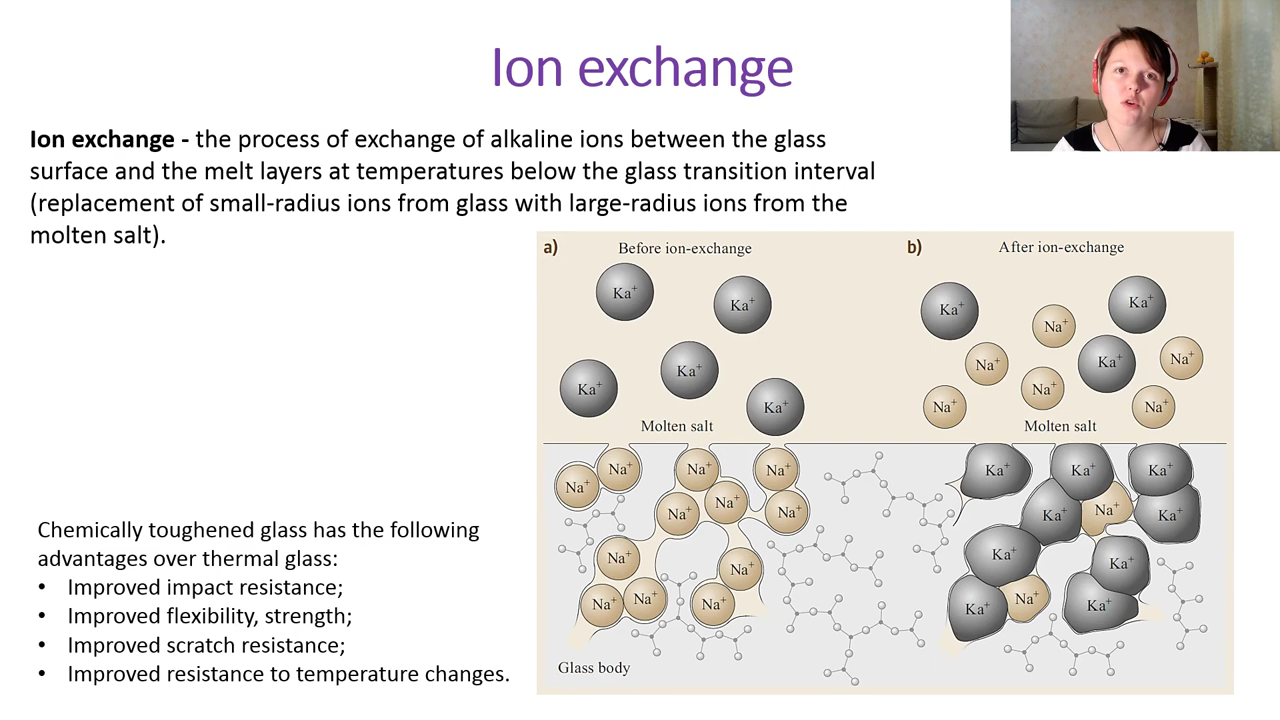 Ion exchange
Ion exchange - the process of exchange of alkaline ions between the glass
surface and the melt layers at temperatures below the glass transition interval
(replacement of small-radius ions from glass with large-radius ions from the
molten salt).
a) Before ion-exchange
Ka+
Ka+
Ka+
Ka+
Ka+
Molten salt
Na+
Na+
Na+
Na+
Na+
Na+
Na+
Na+
Na+
Na+
Na+
Na+
Glass body
b) After ion-exchange
Ka+
Ka+
Na+
Ka+
Na+
Na+
Na+
Na+
Na+
Molten salt
Ka+
Ka+
Ka+
Ka+
Na+
Ka+
Ka+
Ka+
Ka+
Na+
Ka+
Chemically toughened glass has the following
advantages over thermal glass:
• Improved impact resistance;
• Improved flexibility, strength;
• Improved scratch resistance;
• Improved resistance to temperature changes.